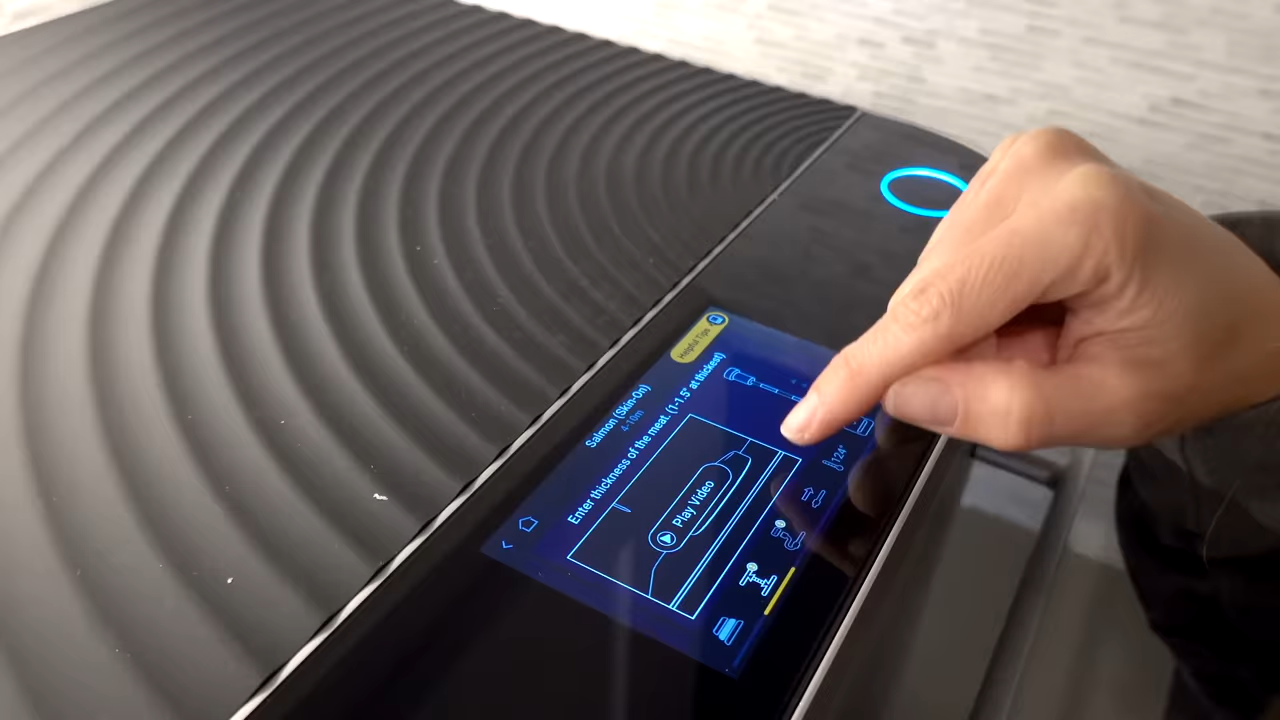 Helpful Tips
Salmon (Skin-On)
4-10m
Enter thickness of the meat. (1-1.5" at thickest)
Play Video
124°